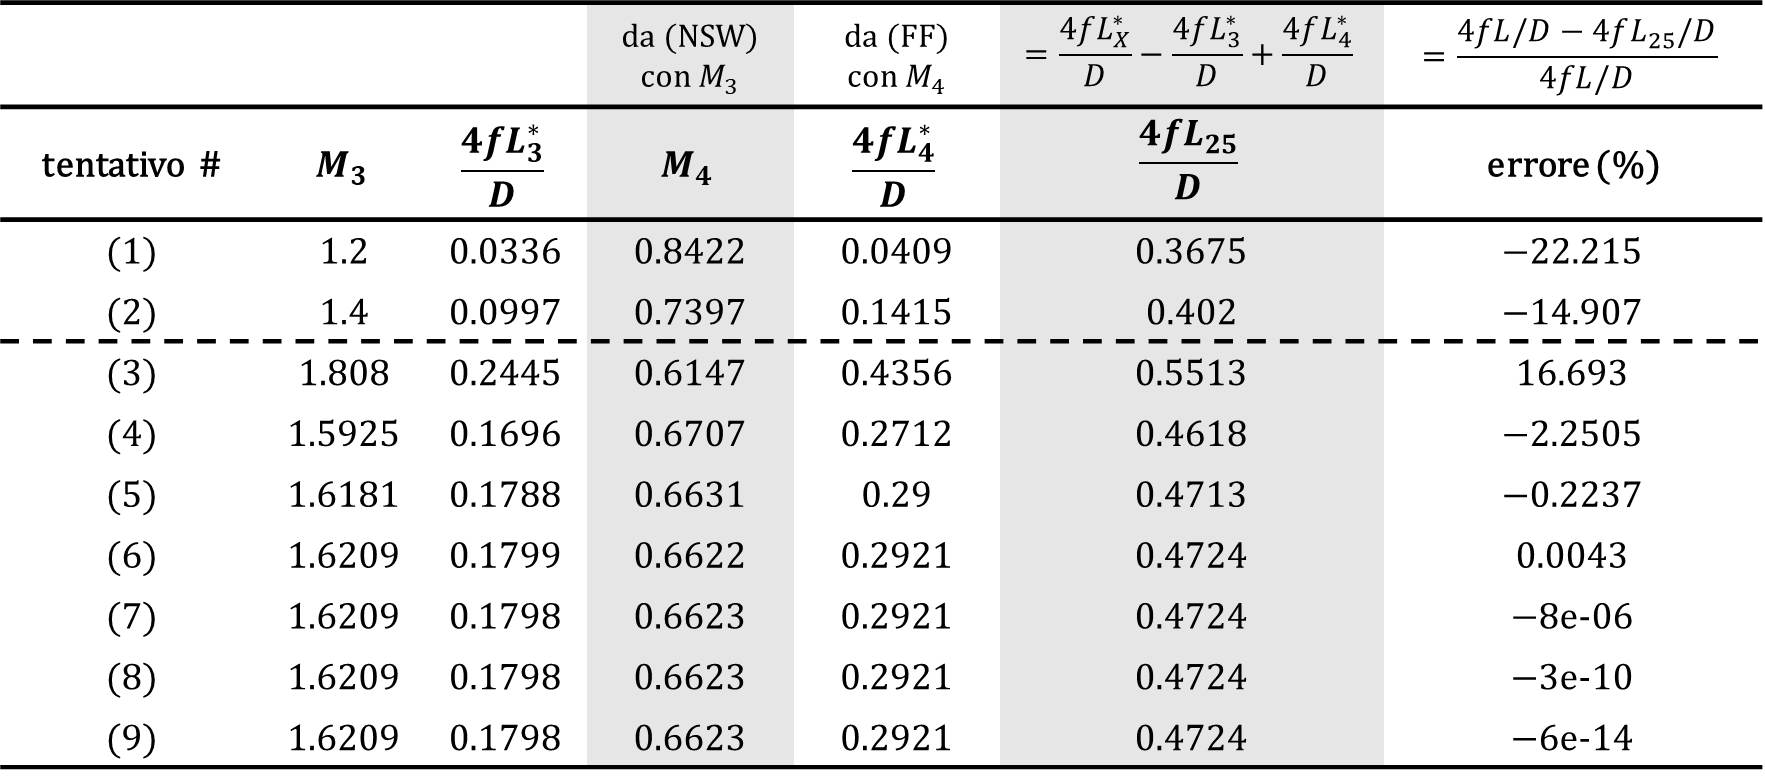 da (NSW) con M₃ | da (FF) con M₄ | = 4fL*_X/D − 4fL*_3/D + 4fL*_4/D | = (4fL/D − 4fL₂₅/D)/(4fL/D)
tentativo # | M₃ | 4fL*_3/D | M₄ | 4fL*_4/D | 4fL₂₅/D | errore (%)
(1) 1.2 0.0336 0.8422 0.0409 0.3675 −22.215
(2) 1.4 0.0997 0.7397 0.1415 0.402 −14.907
(3) 1.808 0.2445 0.6147 0.4356 0.5513 16.693
(4) 1.5925 0.1696 0.6707 0.2712 0.4618 −2.2505
(5) 1.6181 0.1788 0.6631 0.29 0.4713 −0.2237
(6) 1.6209 0.1799 0.6622 0.2921 0.4724 0.0043
(7) 1.6209 0.1798 0.6623 0.2921 0.4724 −8e-06
(8) 1.6209 0.1798 0.6623 0.2921 0.4724 −3e-10
(9) 1.6209 0.1798 0.6623 0.2921 0.4724 −6e-14